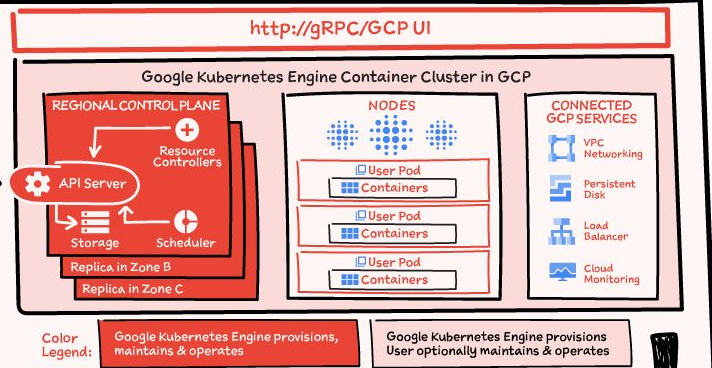 http://gRPC/GCP UI
Google Kubernetes Engine Container Cluster in GCP
REGIONAL CONTROL PLANE
Resource
Controllers
API Server
Storage
Scheduler
Replica in Zone B
Replica in Zone C
NODES
User Pod
Containers
User Pod
Containers
User Pod
Containers
CONNECTED
GCP SERVICES
VPC
Networking
Persistent
Disk
Load
Balancer
Cloud
Monitoring
Color
Legend:
Google Kubernetes Engine provisions,
maintains & operates
Google Kubernetes Engine provisions
User optionally maintains & operates